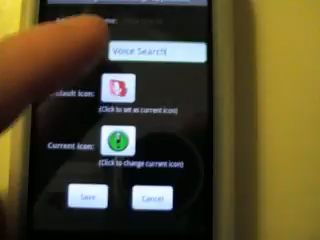 Voice Search
Default Icon:
(Click to set as current icon)
Current Icon:
(Click to change current icon)
Save
Cancel